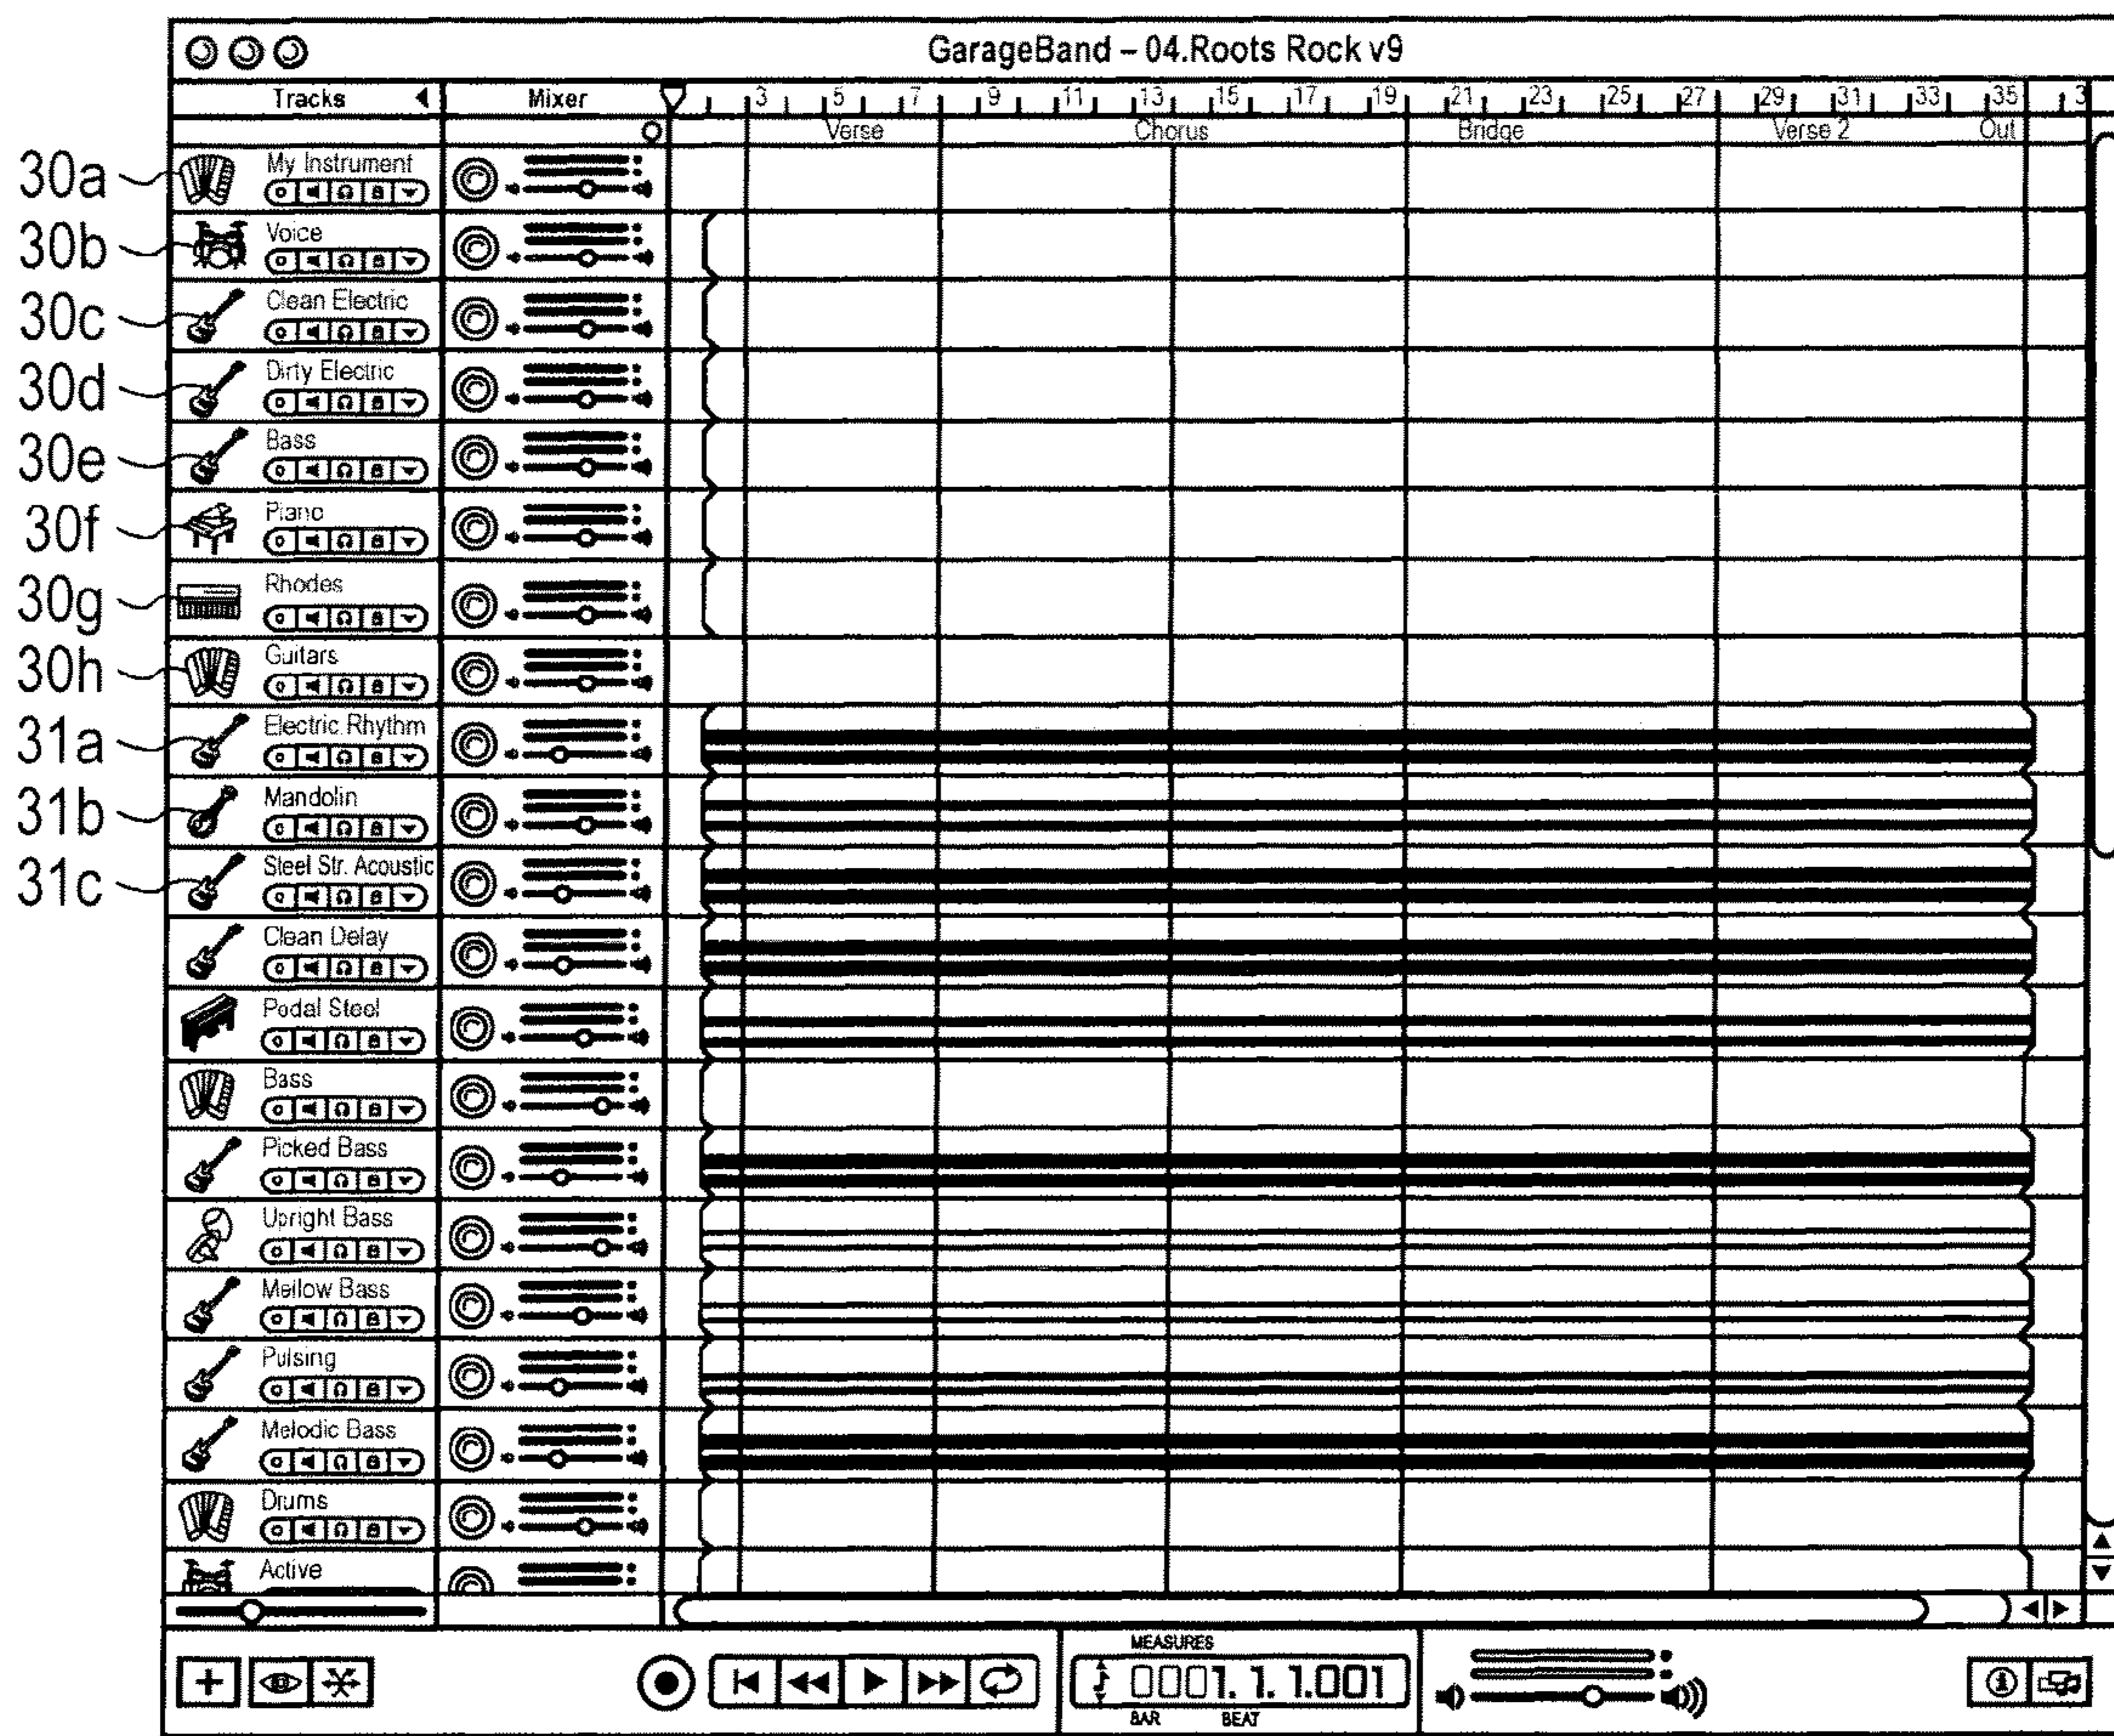 GarageBand – 04.Roots Rock v9
Tracks Mixer 3 5 7 9 11 13 15 17 19 21 23 25 27 29 31 33 35 3
Verse Chorus Bridge Verse 2 Out
30a My Instrument
30b Voice
30c Clean Electric
30d Dirty Electric
30e Bass
30f Piano
30g Rhodes
30h Guitars
31a Electric Rhythm
31b Mandolin
31c Steel Str. Acoustic
Clean Delay
Pedal Steel
Bass
Picked Bass
Upright Bass
Mellow Bass
Pulsing
Melodic Bass
Drums
Active
MEASURES
0001. 1. 1.001
BAR BEAT